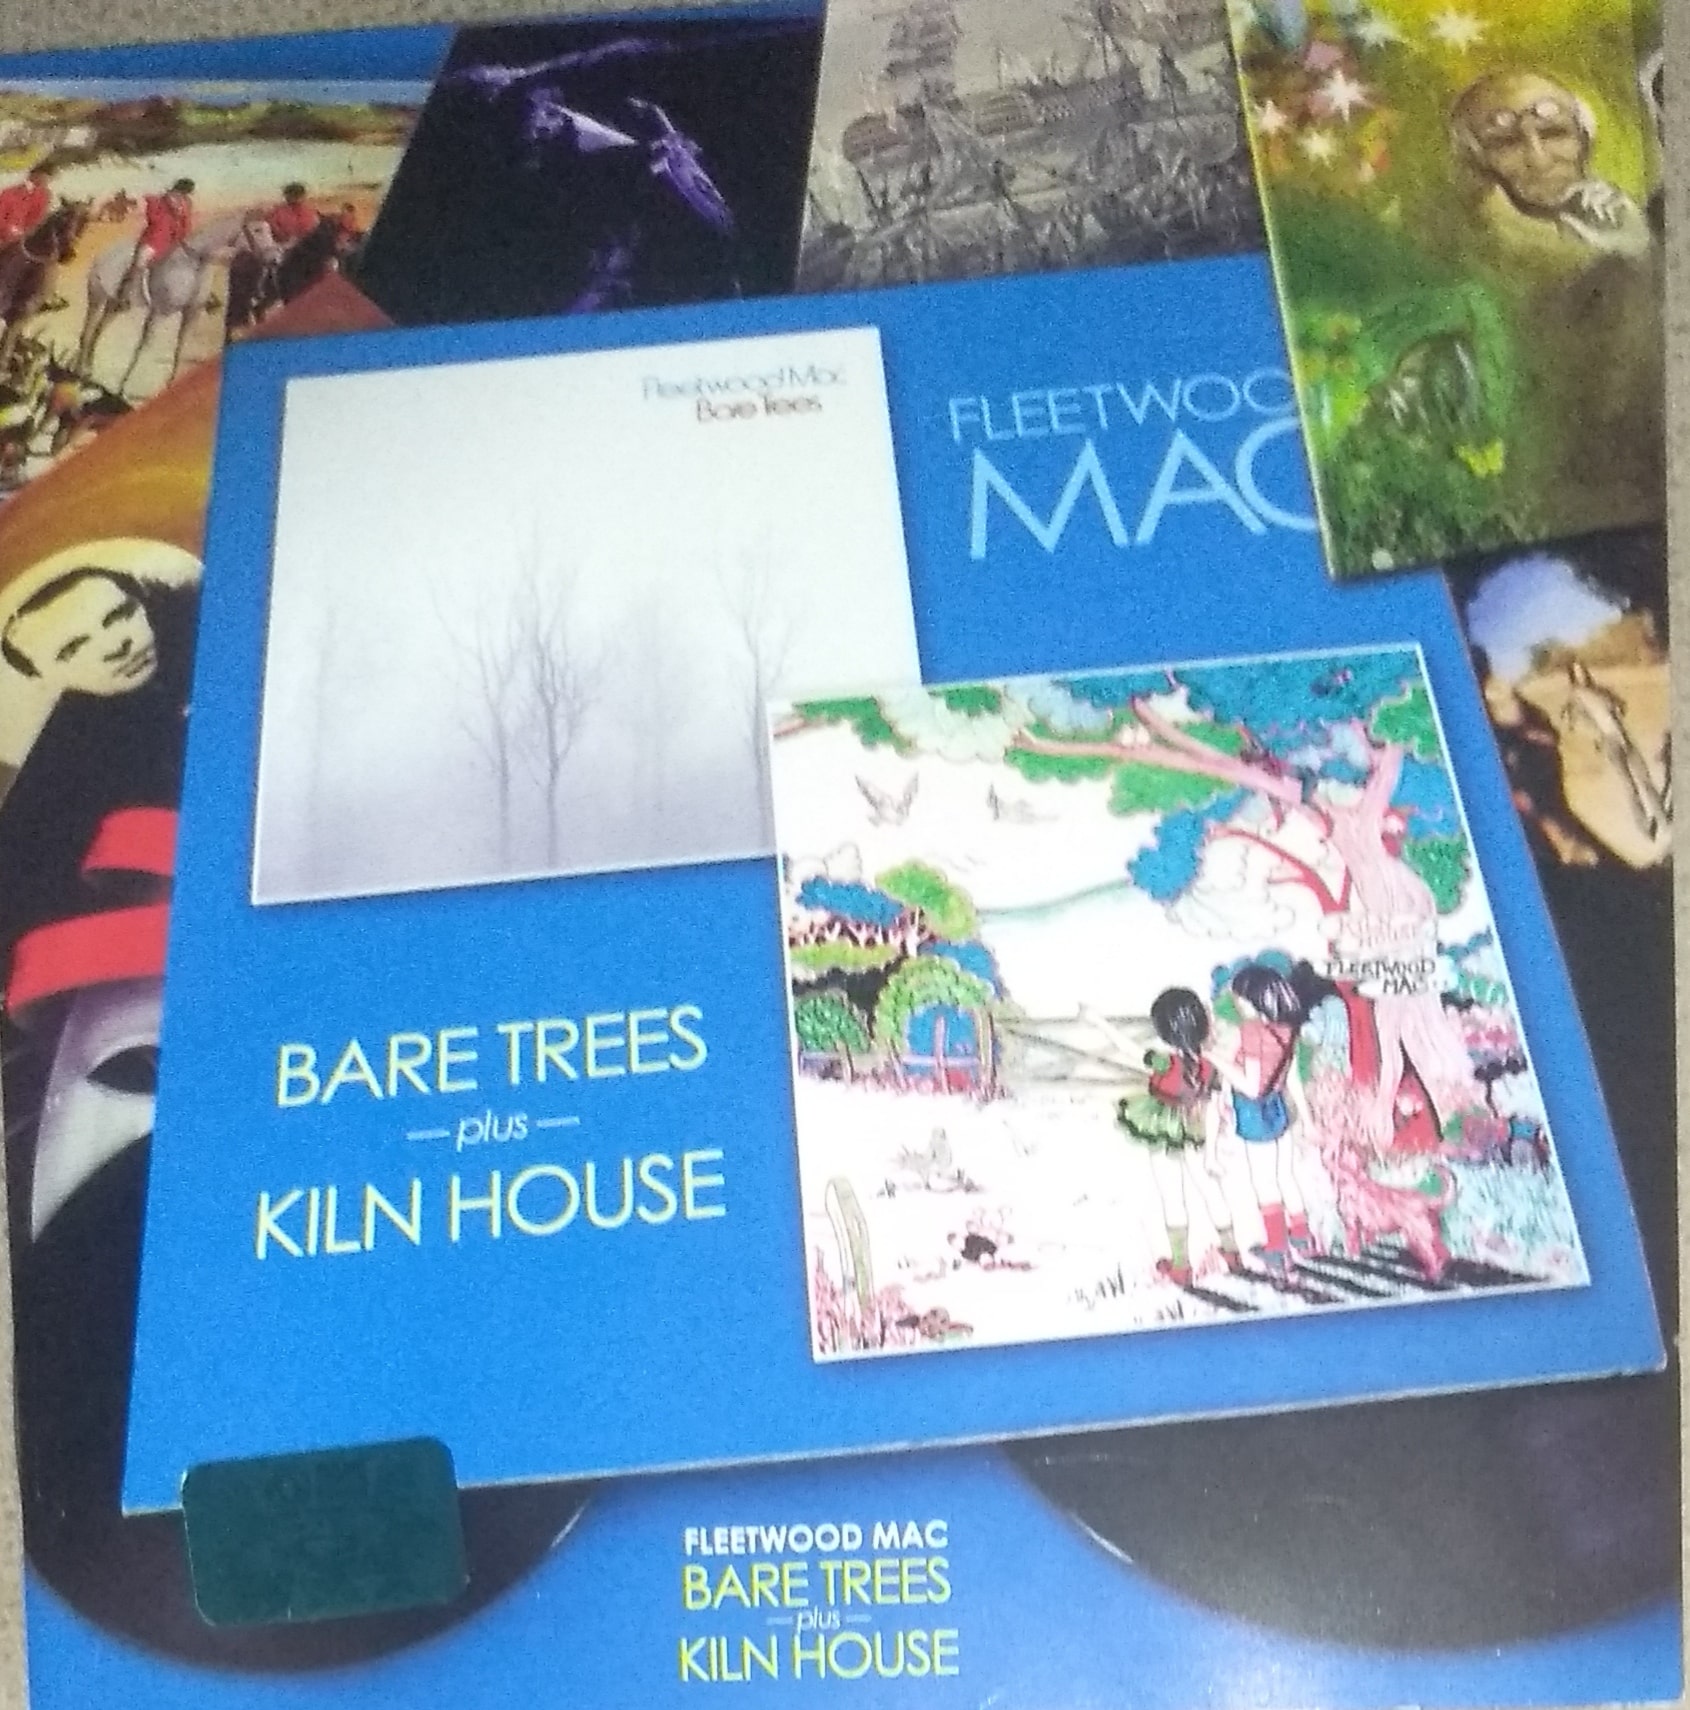 Fleetwood Mac
Bare Trees
FLEETWOO
MAC
FLEETWOOD
MAC
BARE TREES
plus
KILN HOUSE
FLEETWOOD MAC
BARE TREES
plus
KILN HOUSE